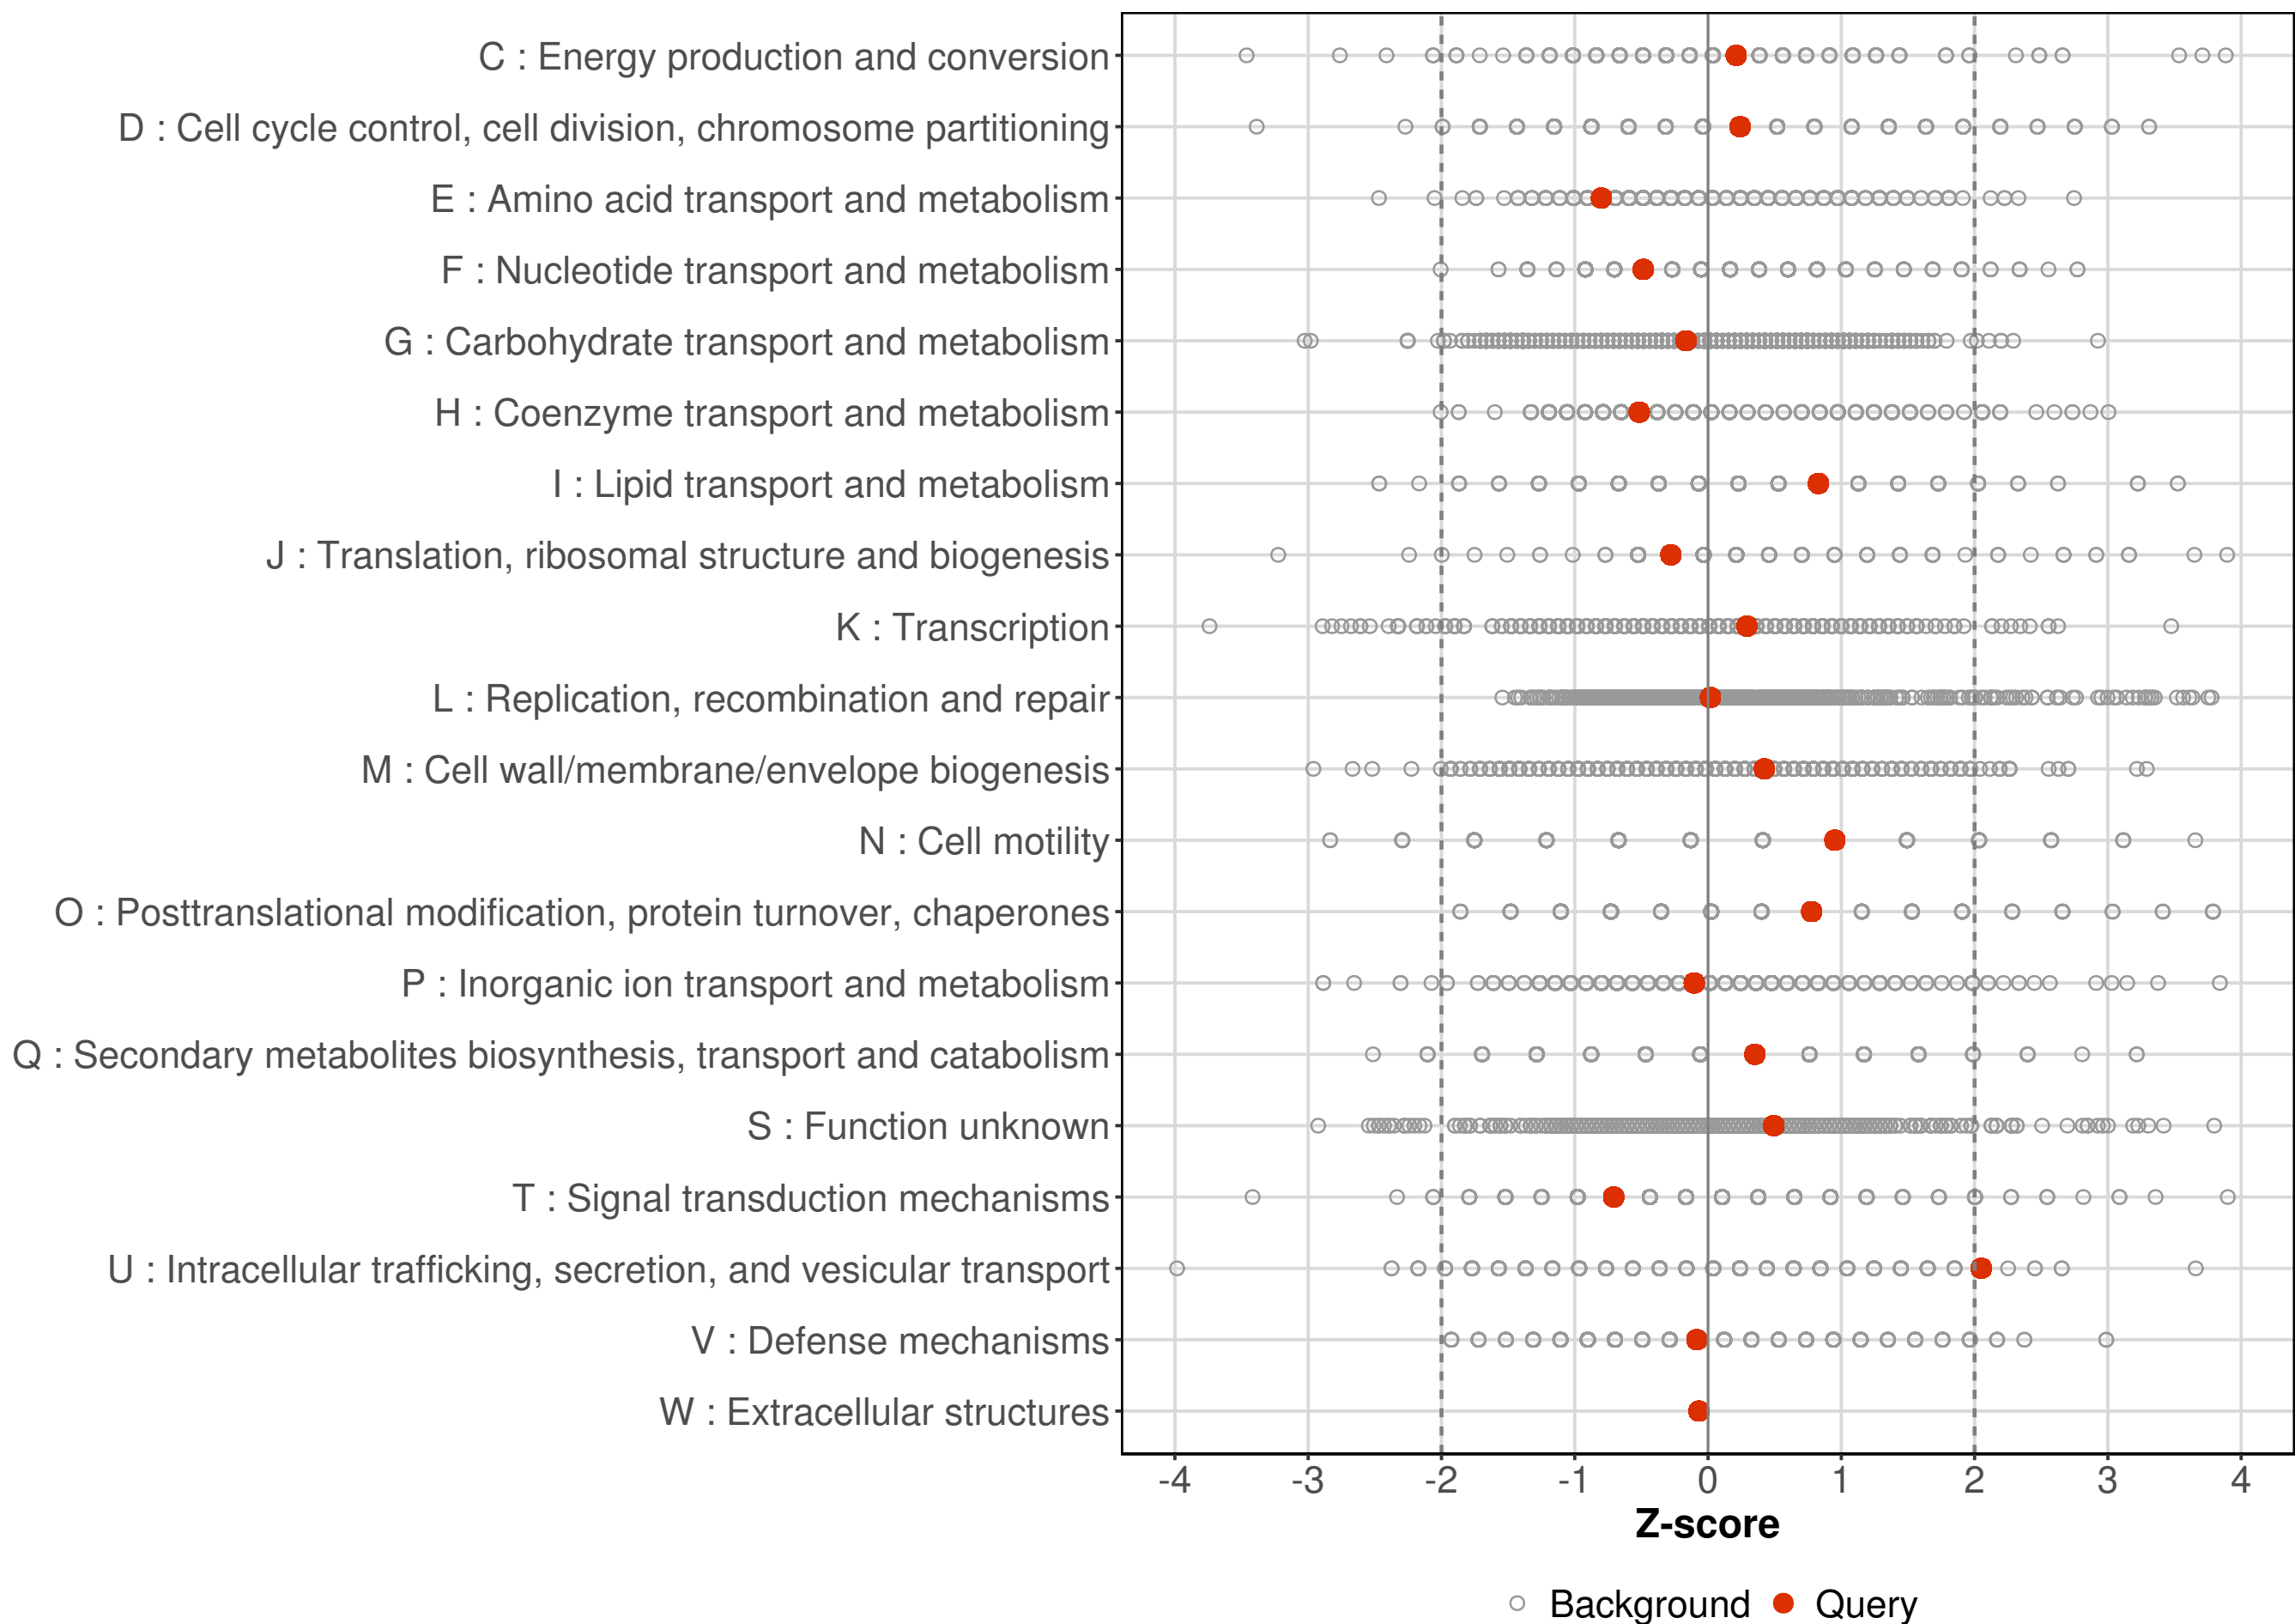 C : Energy production and conversion
D : Cell cycle control, cell division, chromosome partitioning
E : Amino acid transport and metabolism
F : Nucleotide transport and metabolism
G : Carbohydrate transport and metabolism
H : Coenzyme transport and metabolism
I : Lipid transport and metabolism
J : Translation, ribosomal structure and biogenesis
K : Transcription
L : Replication, recombination and repair
M : Cell wall/membrane/envelope biogenesis
N : Cell motility
O : Posttranslational modification, protein turnover, chaperones
P : Inorganic ion transport and metabolism
Q : Secondary metabolites biosynthesis, transport and catabolism
S : Function unknown
T : Signal transduction mechanisms
U : Intracellular trafficking, secretion, and vesicular transport
V : Defense mechanisms
W : Extracellular structures
-4 -3 -2 -1 0 1 2 3 4
Z-score
Background Query